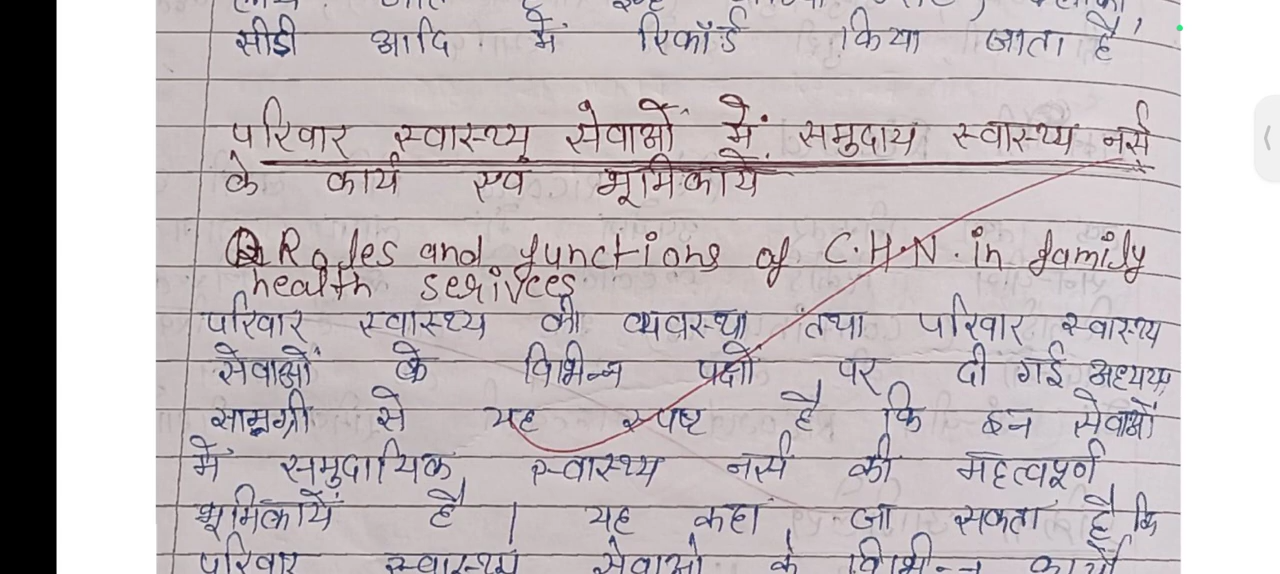 सीडी आदि में रिकॉर्ड किया जाता है।
परिवार स्वास्थ्य सेवाओं में समुदाय स्वास्थ्य नर्स
के कार्य एवं भूमिकायें
Roles and functions of C.H.N. in family
health serivces
परिवार स्वास्थ्य की व्यवस्था तथा परिवार स्वास्थ्य
सेवाओं के विभिन्न पक्षों पर दी गई अध्ययन
सामग्री से यह स्पष्ट है कि इन सेवाओं
में समुदायिक स्वास्थ्य नर्स की महत्वपूर्ण
भूमिकायें है। यह कहा जा सकता है कि
परिवार स्वास्थ्य सेवाओं के विभिन्न कार्यों